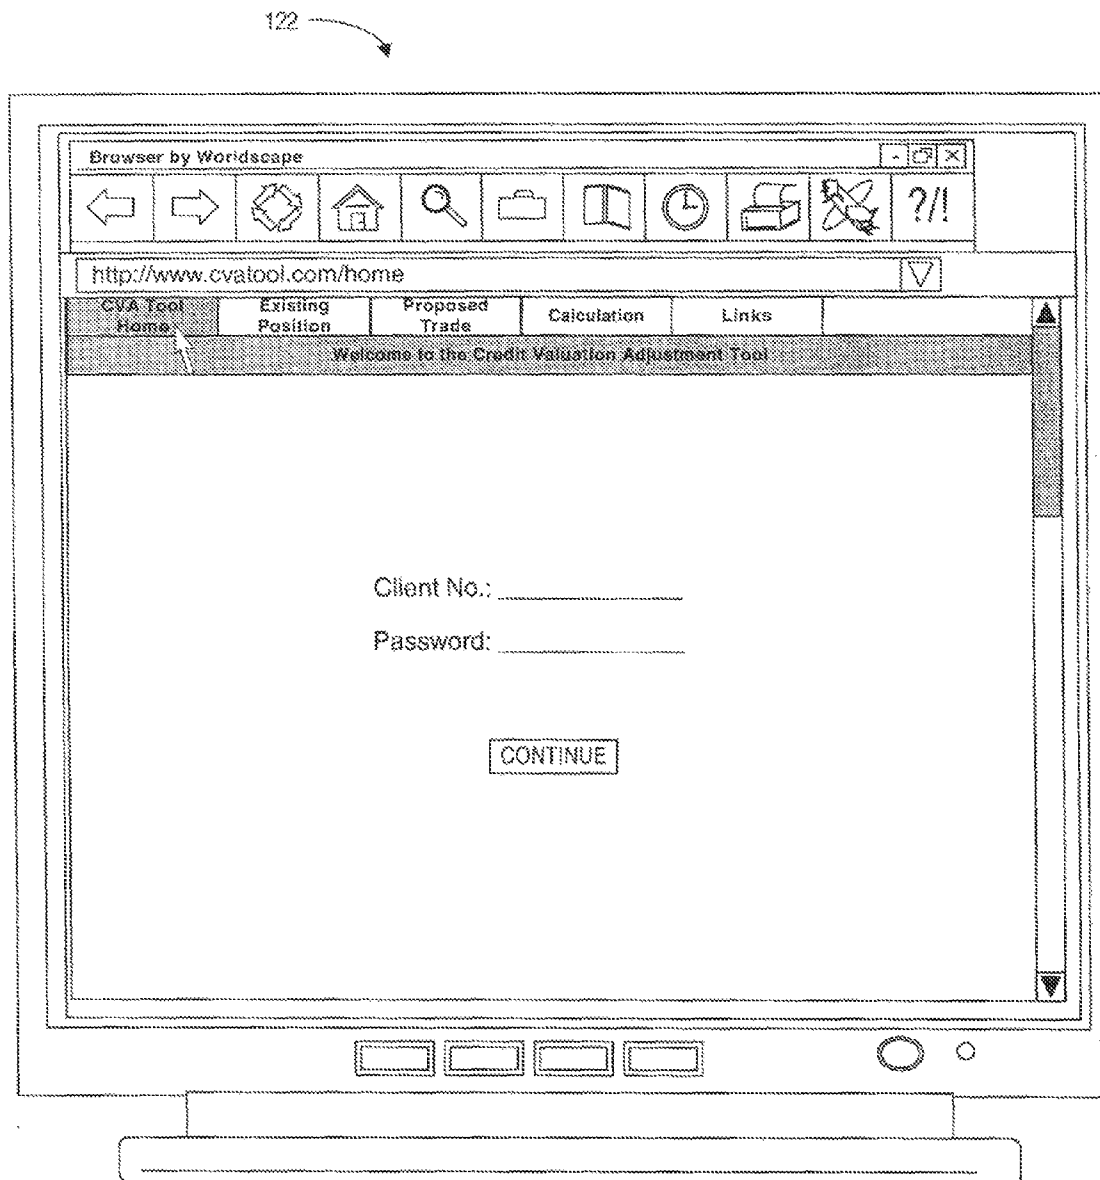 122
Browser by Worldscape
?/!
http://www.cvatool.com/home
CVA Tool Home
Existing Position
Proposed Trade
Calculation
Links
Welcome to the Credit Valuation Adjustment Tool
Client No.:
Password:
CONTINUE